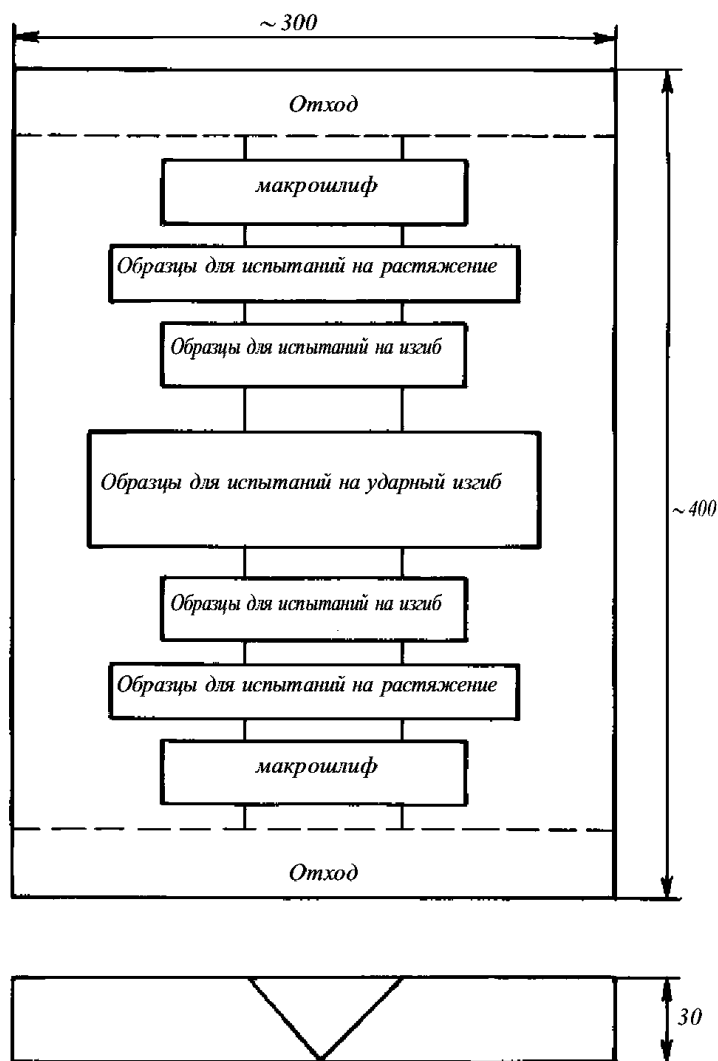 ~300
Отход
макрошлиф
Образцы для испытаний на растяжение
Образцы для испытаний на изгиб
Образцы для испытаний на ударный изгиб
~400
Образцы для испытаний на изгиб
Образцы для испытаний на растяжение
макрошлиф
Отход
30